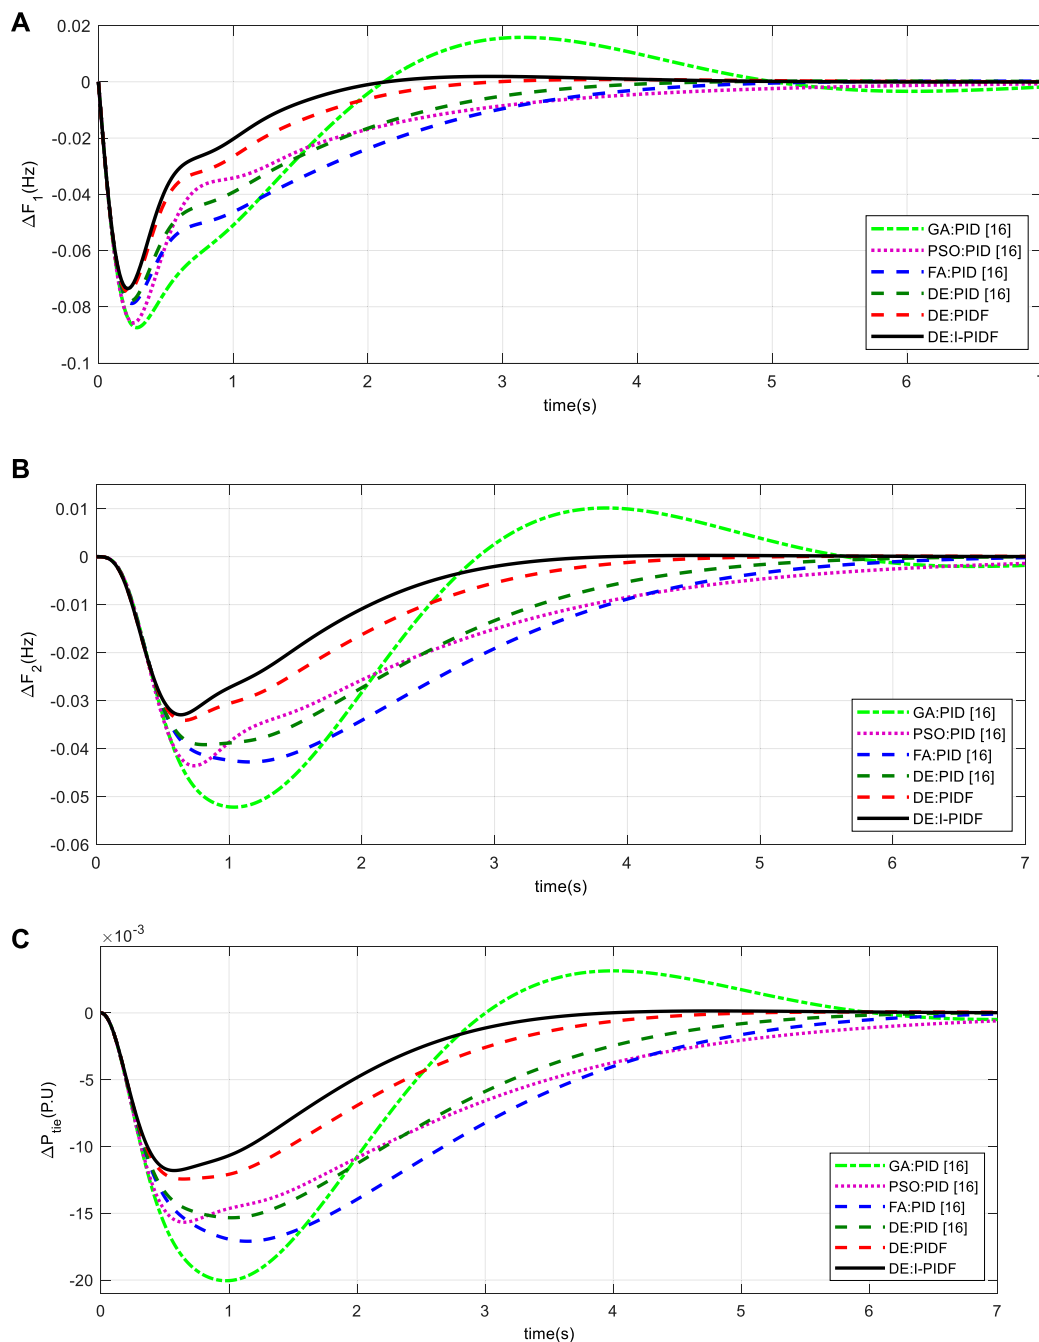 A
0.02
0
-0.02
-0.04
-0.06
-0.08
-0.1
ΔF1(Hz)
GA:PID [16]
PSO:PID [16]
FA:PID [16]
DE:PID [16]
DE:PIDF
DE:I-PIDF
0 1 2 3 4 5 6
time(s)
B
0.01
0
-0.01
-0.02
-0.03
-0.04
-0.05
-0.06
ΔF2(Hz)
GA:PID [16]
PSO:PID [16]
FA:PID [16]
DE:PID [16]
DE:PIDF
DE:I-PIDF
0 1 2 3 4 5 6 7
time(s)
C
×10-3
0
-5
-10
-15
-20
ΔPtie(P.U)
GA:PID [16]
PSO:PID [16]
FA:PID [16]
DE:PID [16]
DE:PIDF
DE:I-PIDF
0 1 2 3 4 5 6 7
time(s)